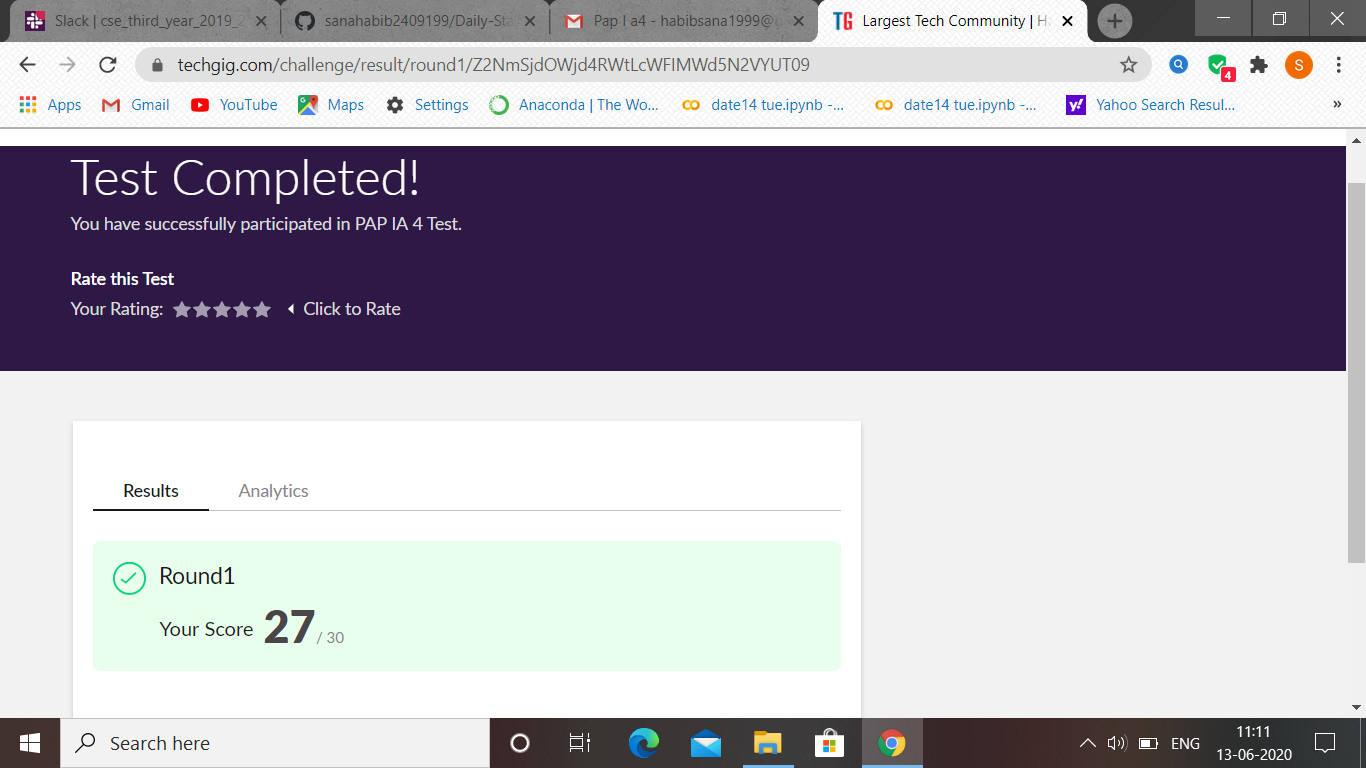 Slack | cse_third_year_2019_2
sanahabib2409199/Daily-Sta
Pap I a4 - habibsana1999@
TG Largest Tech Community | H
techgig.com/challenge/result/round1/Z2NmSjdOWjd4RWtLcWFIMWd5N2VYUT09
4
S
Apps
Gmail
YouTube
Maps
Settings
Anaconda | The Wo...
date14 tue.ipynb -...
date14 tue.ipynb -...
y!
Yahoo Search Resul...
»
Test Completed!
You have successfully participated in PAP IA 4 Test.
Rate this Test
Your Rating:
Click to Rate
Results
Analytics
Round1
Your Score 27 / 30
Search here
ENG
11:11
13-06-2020